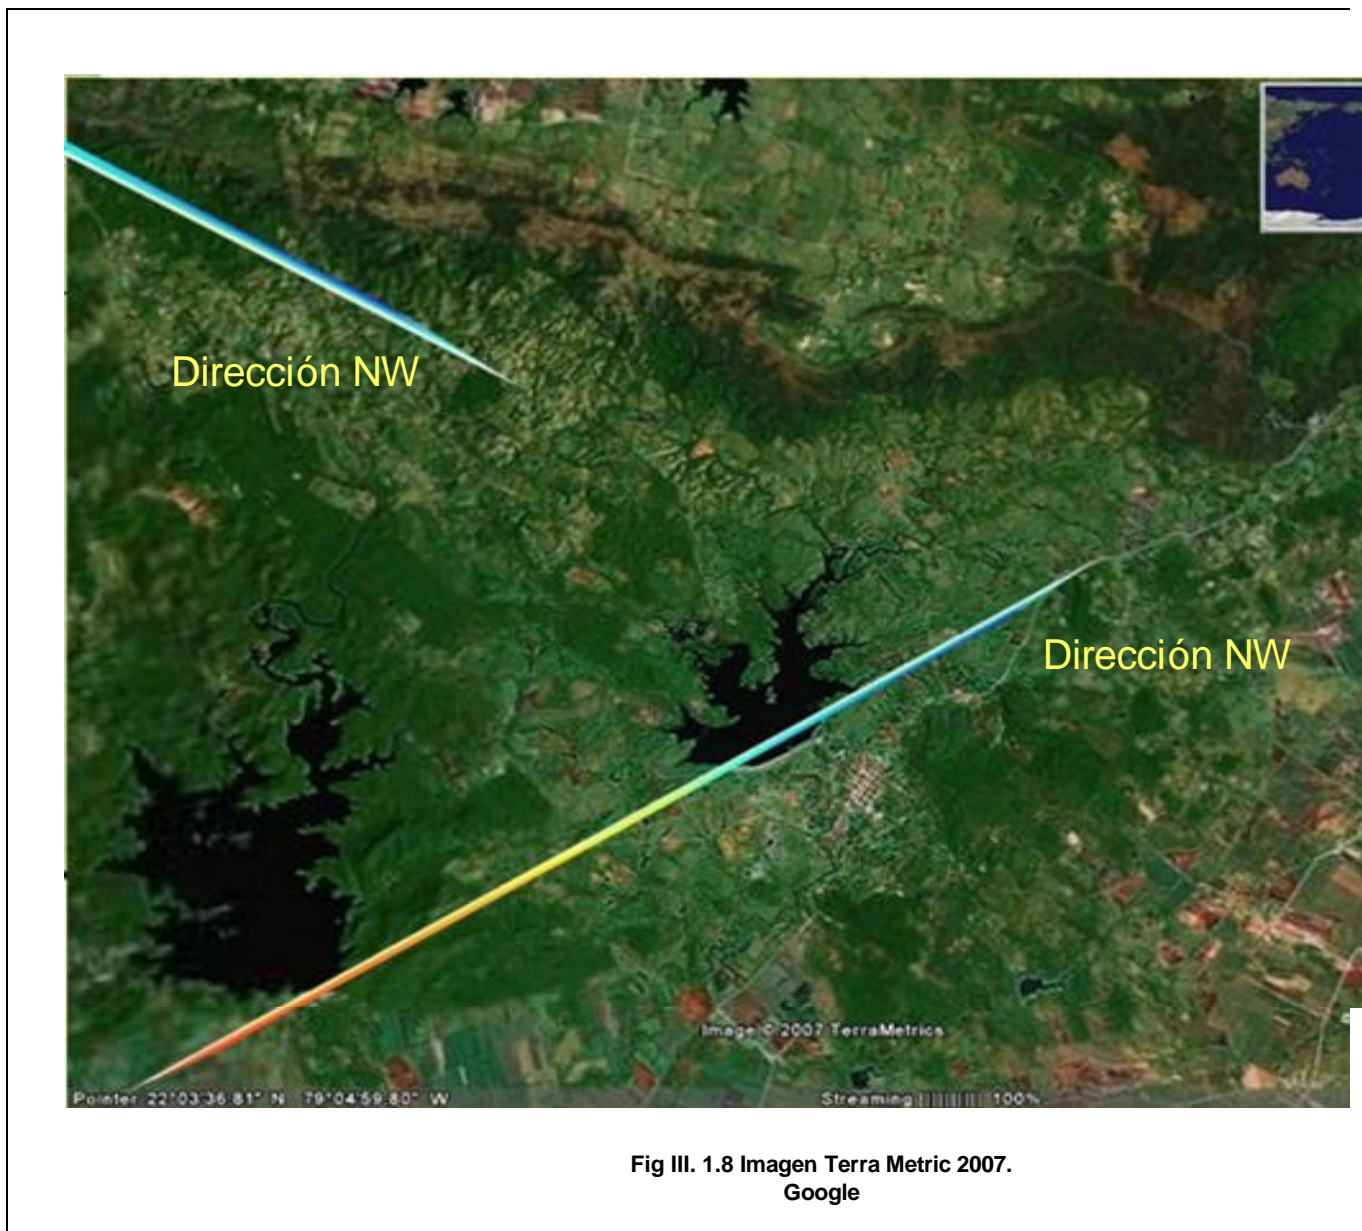 Dirección NW
Dirección NW
Image © 2007 TerraMetrics
Pointer 22°03'36.81" N 79°04'59.80" W
Streaming |||||||||| 100%
Fig III. 1.8 Imagen Terra Metric 2007.
Google